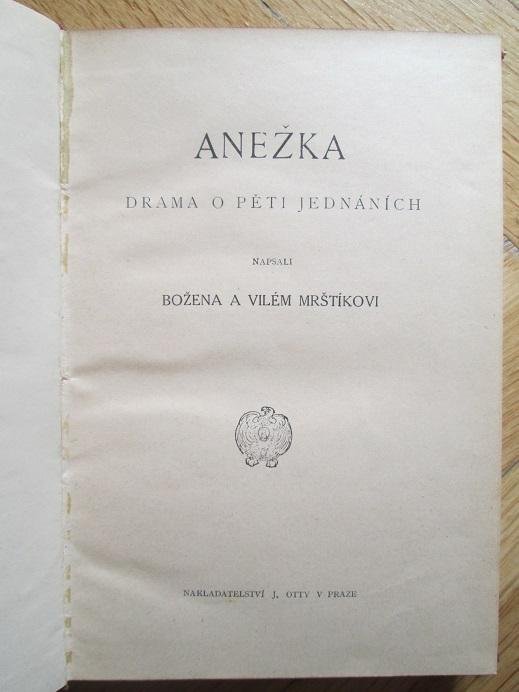 ANEŽKA
DRAMA O PĚTI JEDNÁNÍCH
NAPSALI
BOŽENA A VILÉM MRŠTÍKOVI
NAKLADATELSTVÍ J. OTTY V PRAZE